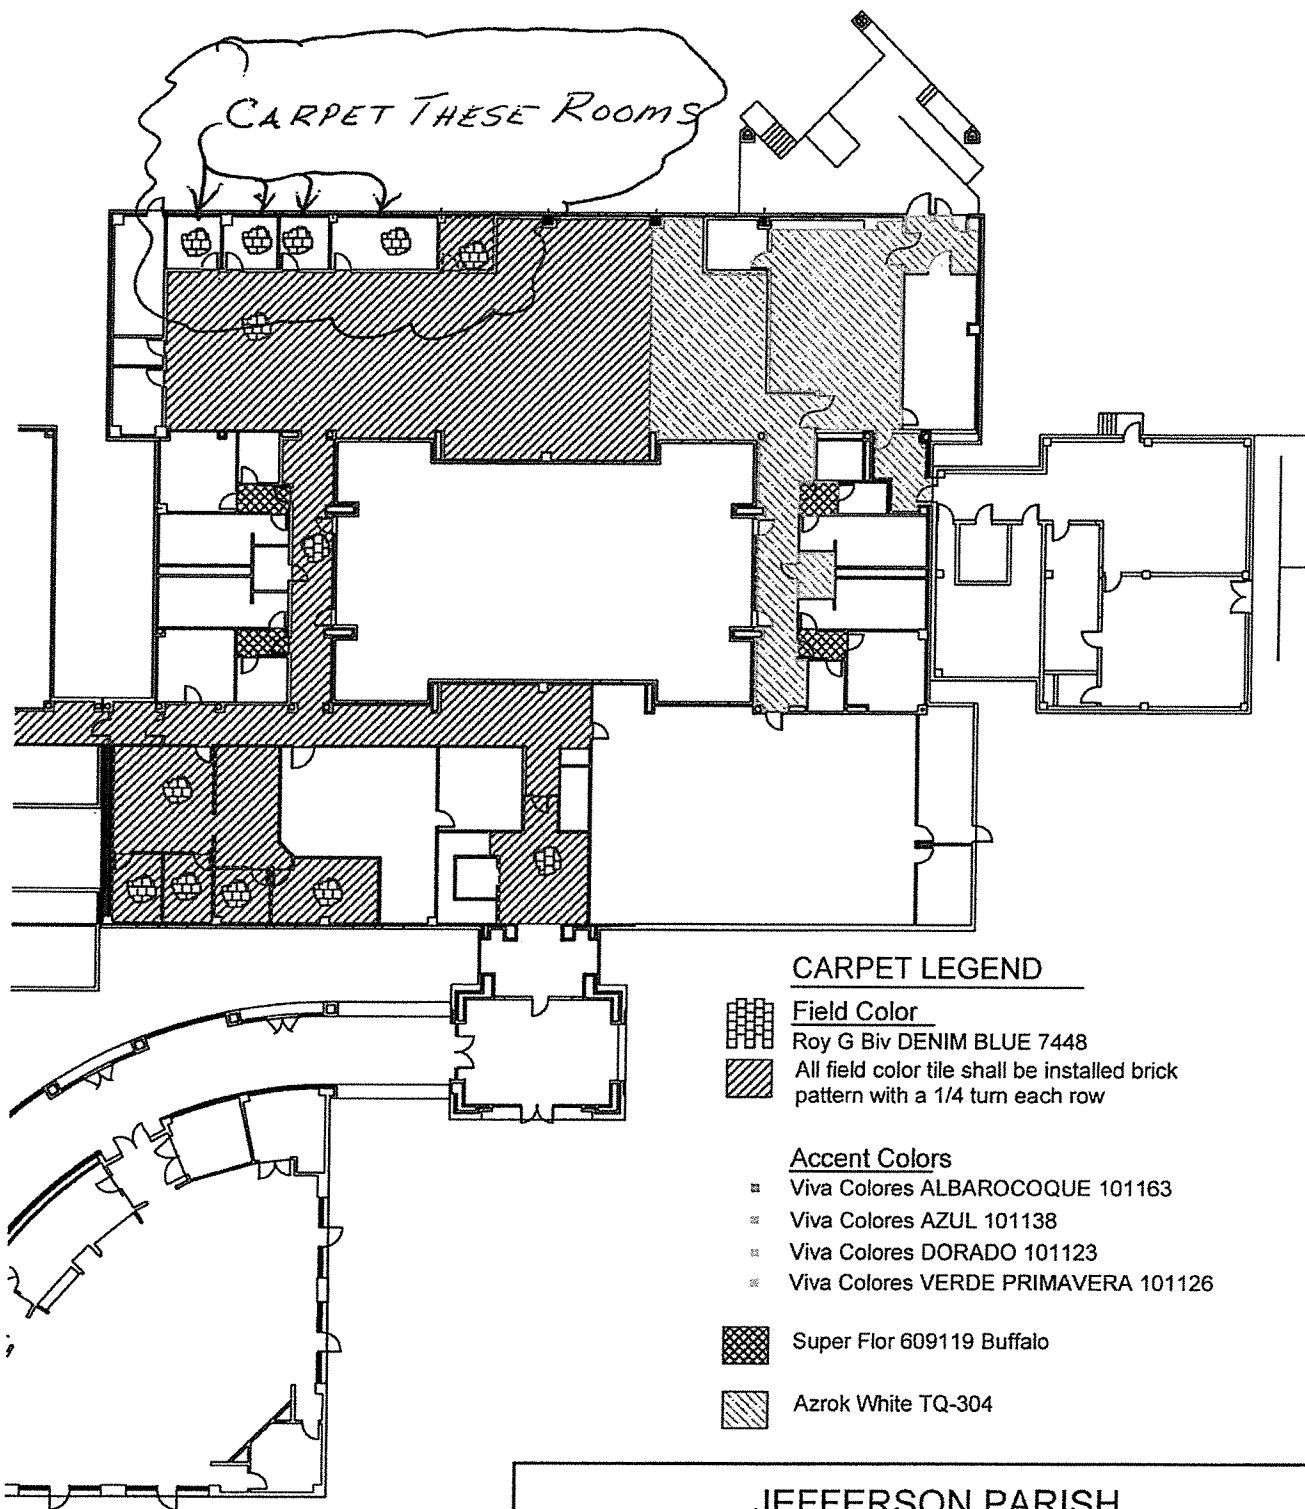 CARPET THESE ROOMS
CARPET LEGEND
Field Color
Roy G Biv DENIM BLUE 7448
All field color tile shall be installed brick
pattern with a 1/4 turn each row
Accent Colors
Viva Colores ALBAROCOQUE 101163
Viva Colores AZUL 101138
Viva Colores DORADO 101123
Viva Colores VERDE PRIMAVERA 101126
Super Flor 609119 Buffalo
Azrok White TQ-304
JEFFERSON PARISH